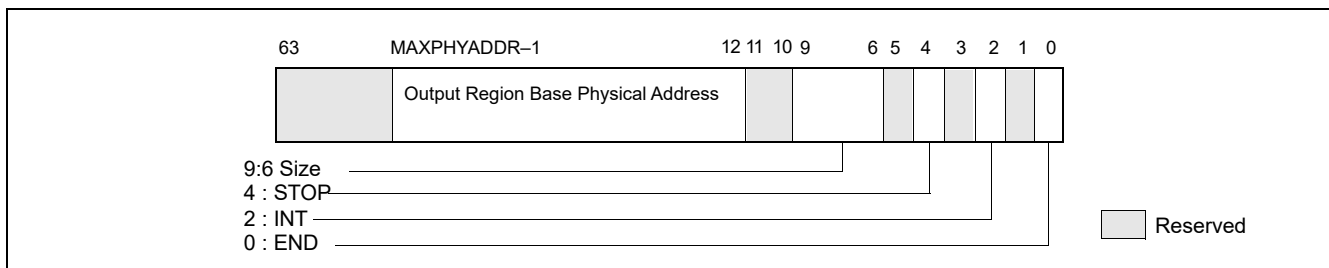 63 MAXPHYADDR–1 12 11 10 9 6 5 4 3 2 1 0
Output Region Base Physical Address
9:6 Size
4 : STOP
2 : INT
0 : END
Reserved